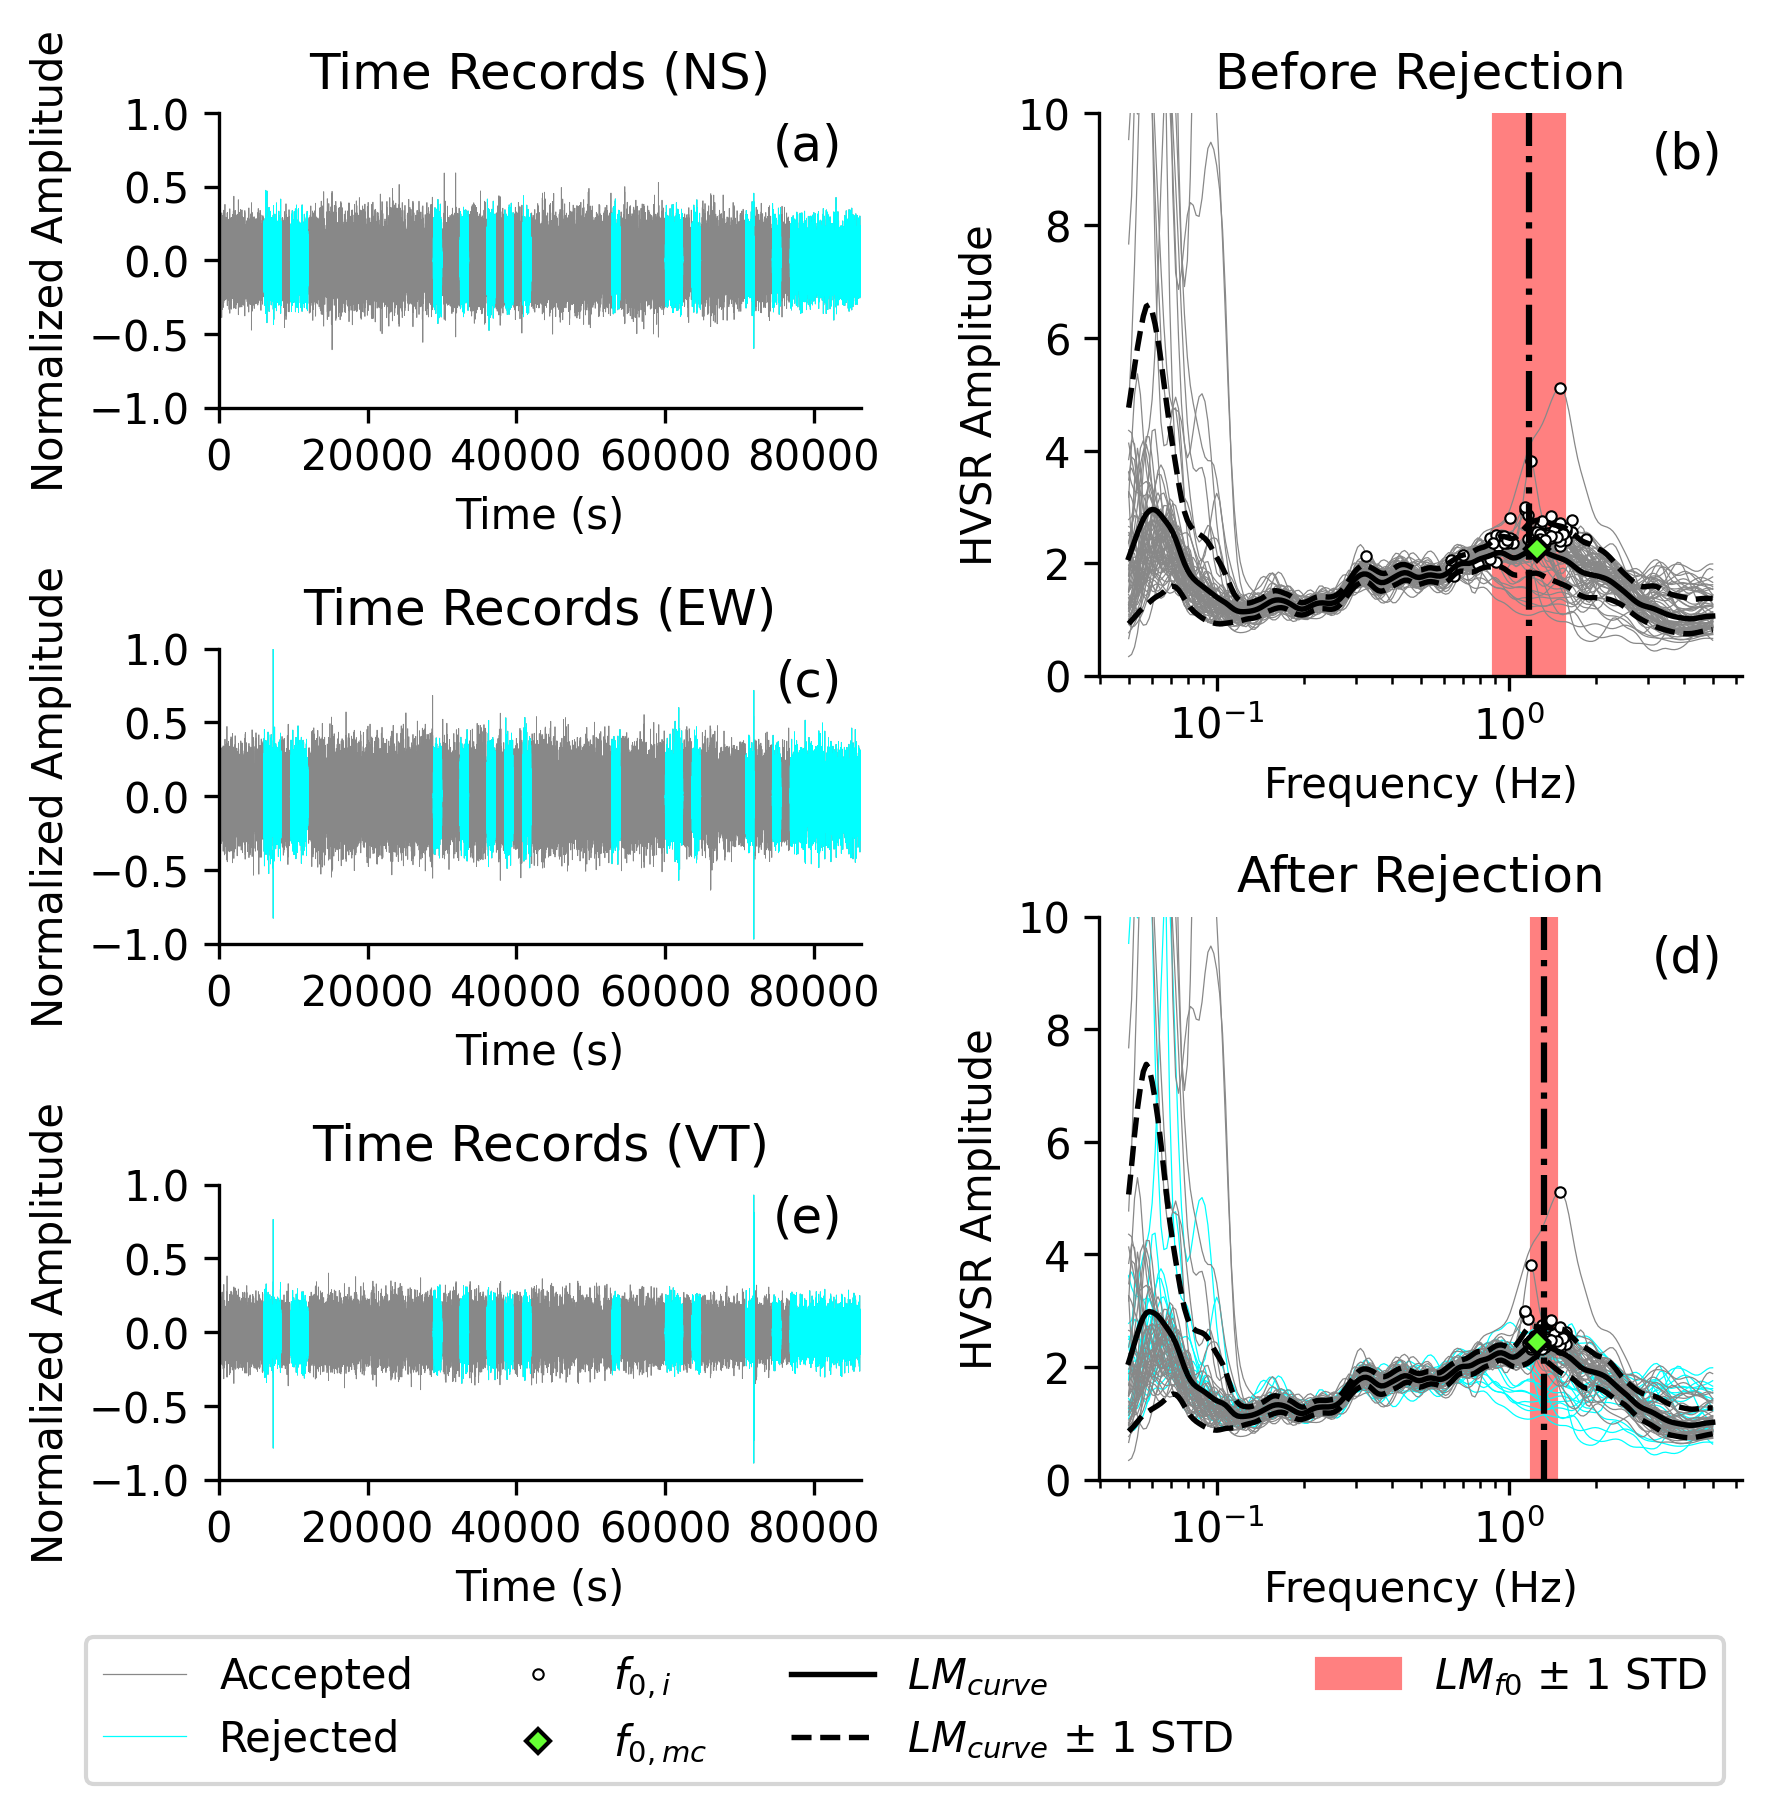 Time Records (NS)
(a)
Normalized Amplitude
1.0
0.5
0.0
−0.5
−1.0
0 20000 40000 60000 80000
Time (s)
Before Rejection
(b)
HVSR Amplitude
10
8
6
4
2
0
10⁻¹ 10⁰
Frequency (Hz)
Time Records (EW)
(c)
Normalized Amplitude
1.0
0.5
0.0
−0.5
−1.0
0 20000 40000 60000 80000
Time (s)
After Rejection
(d)
HVSR Amplitude
10
8
6
4
2
0
10⁻¹ 10⁰
Frequency (Hz)
Time Records (VT)
(e)
Normalized Amplitude
1.0
0.5
0.0
−0.5
−1.0
0 20000 40000 60000 80000
Time (s)
Accepted
Rejected
f0,i
f0,mc
LMcurve
LMcurve ± 1 STD
LMf0 ± 1 STD